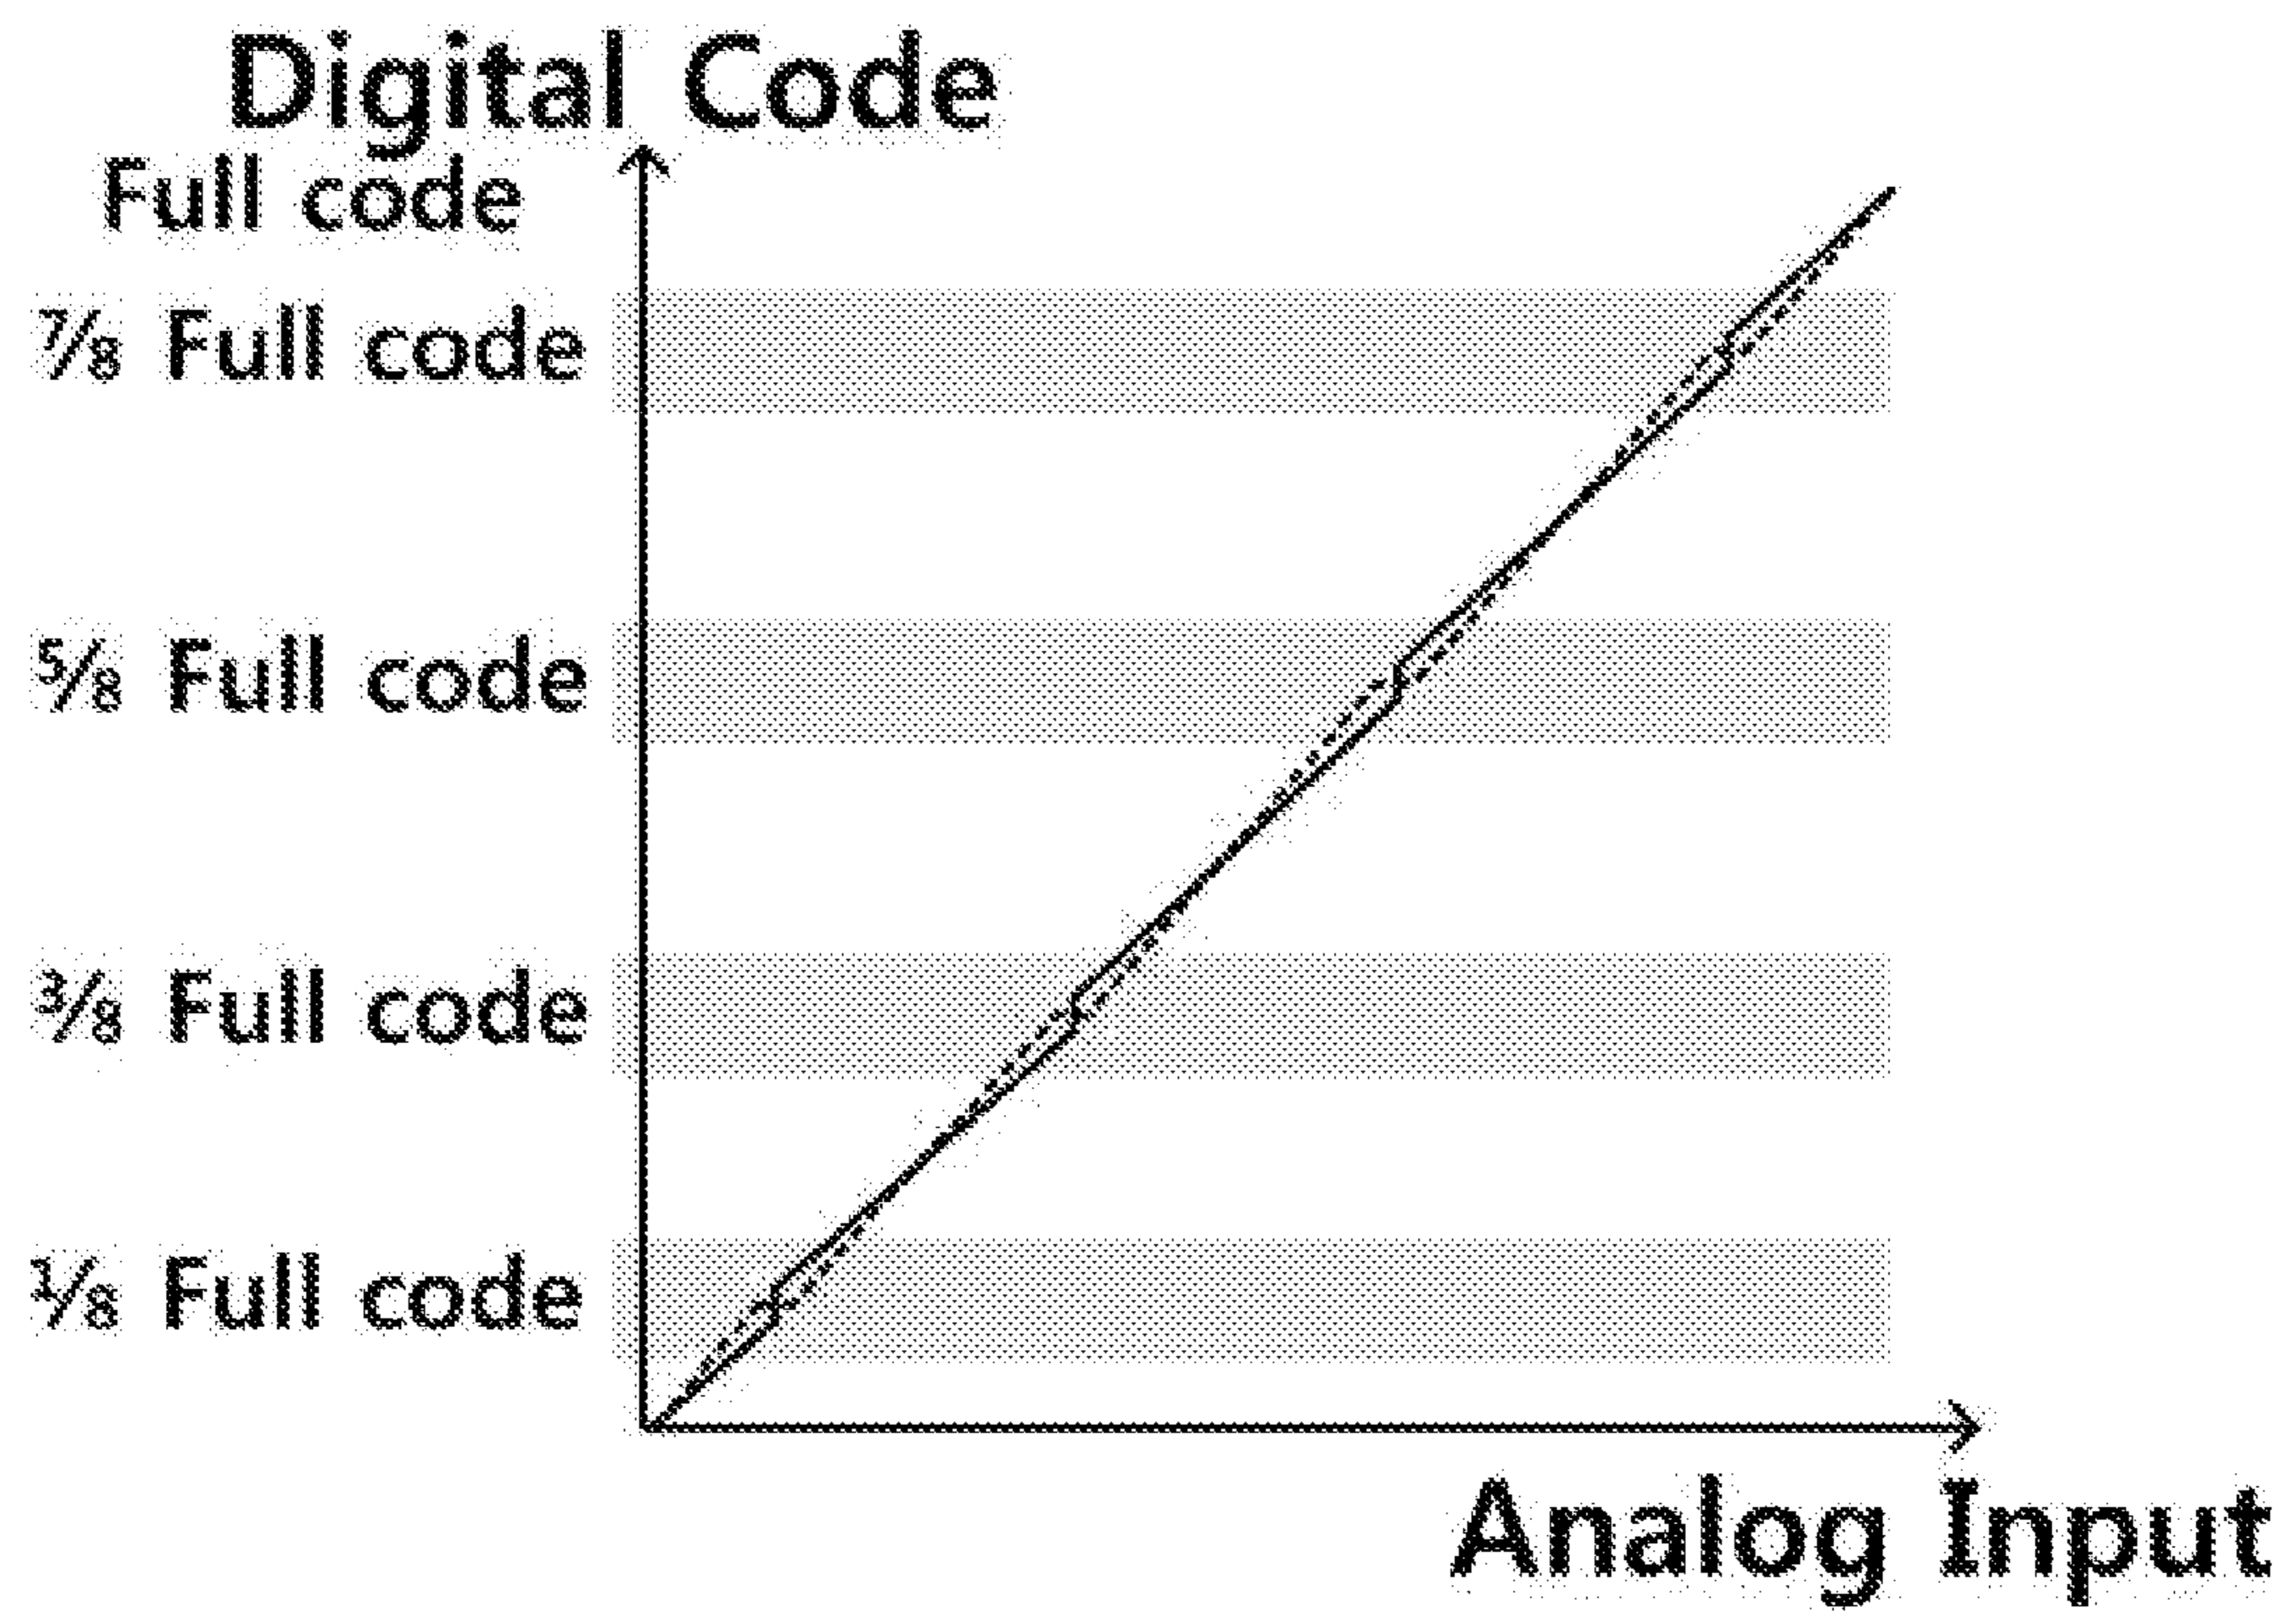 Digital Code
Full code
⅞ Full code
⅝ Full code
⅜ Full code
⅛ Full code
Analog Input